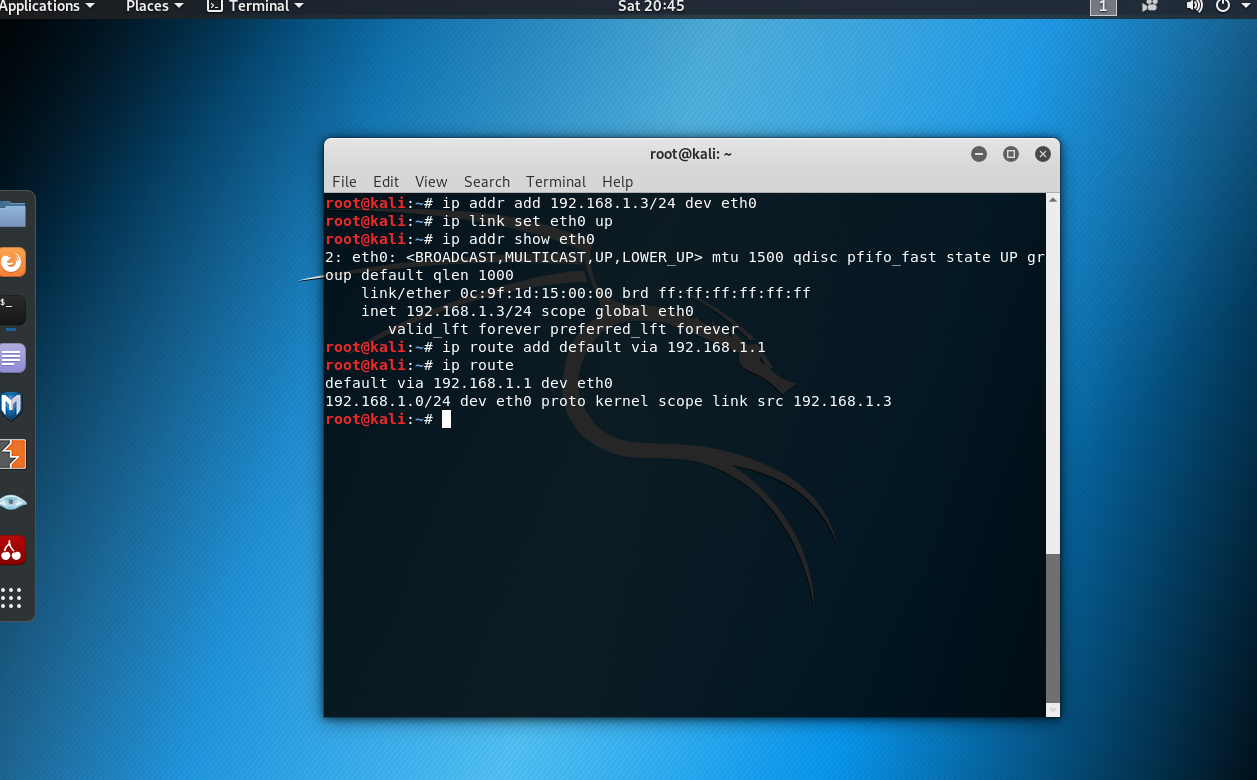 Applications Places Terminal Sat 20:45 1
root@kali: ~
File Edit View Search Terminal Help
root@kali:~# ip addr add 192.168.1.3/24 dev eth0
root@kali:~# ip link set eth0 up
root@kali:~# ip addr show eth0
2: eth0: <BROADCAST,MULTICAST,UP,LOWER_UP> mtu 1500 qdisc pfifo_fast state UP gr
oup default qlen 1000
    link/ether 0c:9f:1d:15:00:00 brd ff:ff:ff:ff:ff:ff
    inet 192.168.1.3/24 scope global eth0
       valid_lft forever preferred_lft forever
root@kali:~# ip route add default via 192.168.1.1
root@kali:~# ip route
default via 192.168.1.1 dev eth0
192.168.1.0/24 dev eth0 proto kernel scope link src 192.168.1.3
root@kali:~#